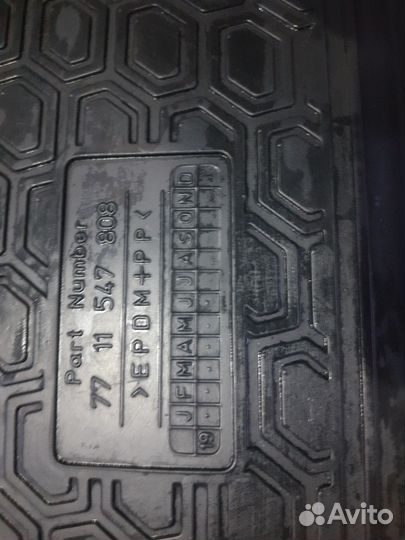 Part Number
77 11 547 808
>EPDM+PP<
JFMAMJJASOND
19
Avito